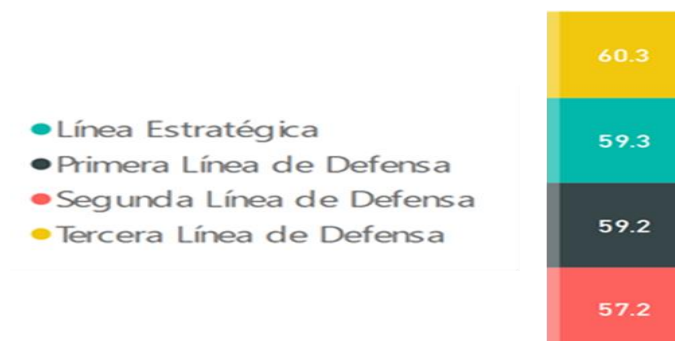 Línea Estratégica
Primera Línea de Defensa
Segunda Línea de Defensa
Tercera Línea de Defensa
60.3
59.3
59.2
57.2